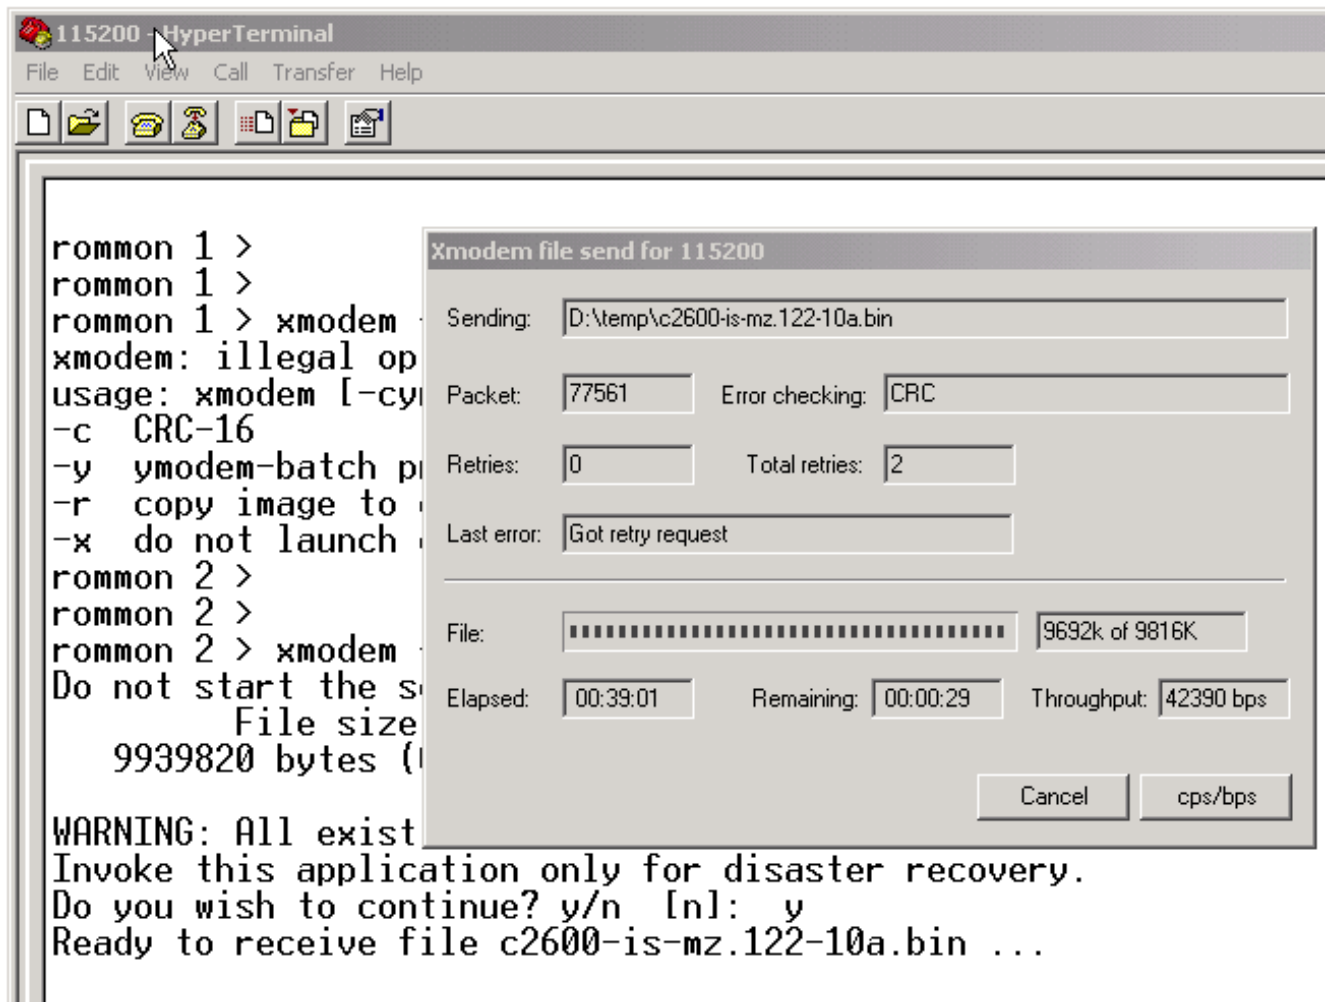 115200 - HyperTerminal
File Edit View Call Transfer Help
rommon 1 >
rommon 1 >
rommon 1 > xmodem
xmodem: illegal op
usage: xmodem [-cy
-c CRC-16
-y ymodem-batch p
-r copy image to
-x do not launch
rommon 2 >
rommon 2 >
rommon 2 > xmodem
Do not start the s
File size
9939820 bytes (
WARNING: All exist
Invoke this application only for disaster recovery.
Do you wish to continue? y/n [n]: y
Ready to receive file c2600-is-mz.122-10a.bin ...
Xmodem file send for 115200
Sending: D:\temp\c2600-is-mz.122-10a.bin
Packet: 77561 Error checking: CRC
Retries: 0 Total retries: 2
Last error: Got retry request
File: 9692k of 9816K
Elapsed: 00:39:01 Remaining: 00:00:29 Throughput: 42390 bps
Cancel cps/bps